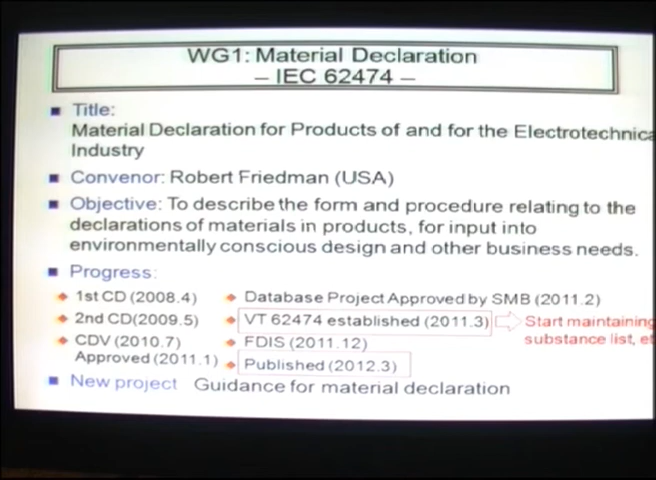 WG1: Material Declaration
– IEC 62474 –
Title:
Material Declaration for Products of and for the Electrotechnica
Industry
Convenor: Robert Friedman (USA)
Objective: To describe the form and procedure relating to the
declarations of materials in products, for input into
environmentally conscious design and other business needs.
Progress:
1st CD (2008.4)
2nd CD(2009.5)
CDV (2010.7)
Approved (2011.1)
Database Project Approved by SMB (2011.2)
VT 62474 established (2011.3)
Start maintaining
substance list, et
FDIS (2011.12)
Published (2012.3)
New project Guidance for material declaration